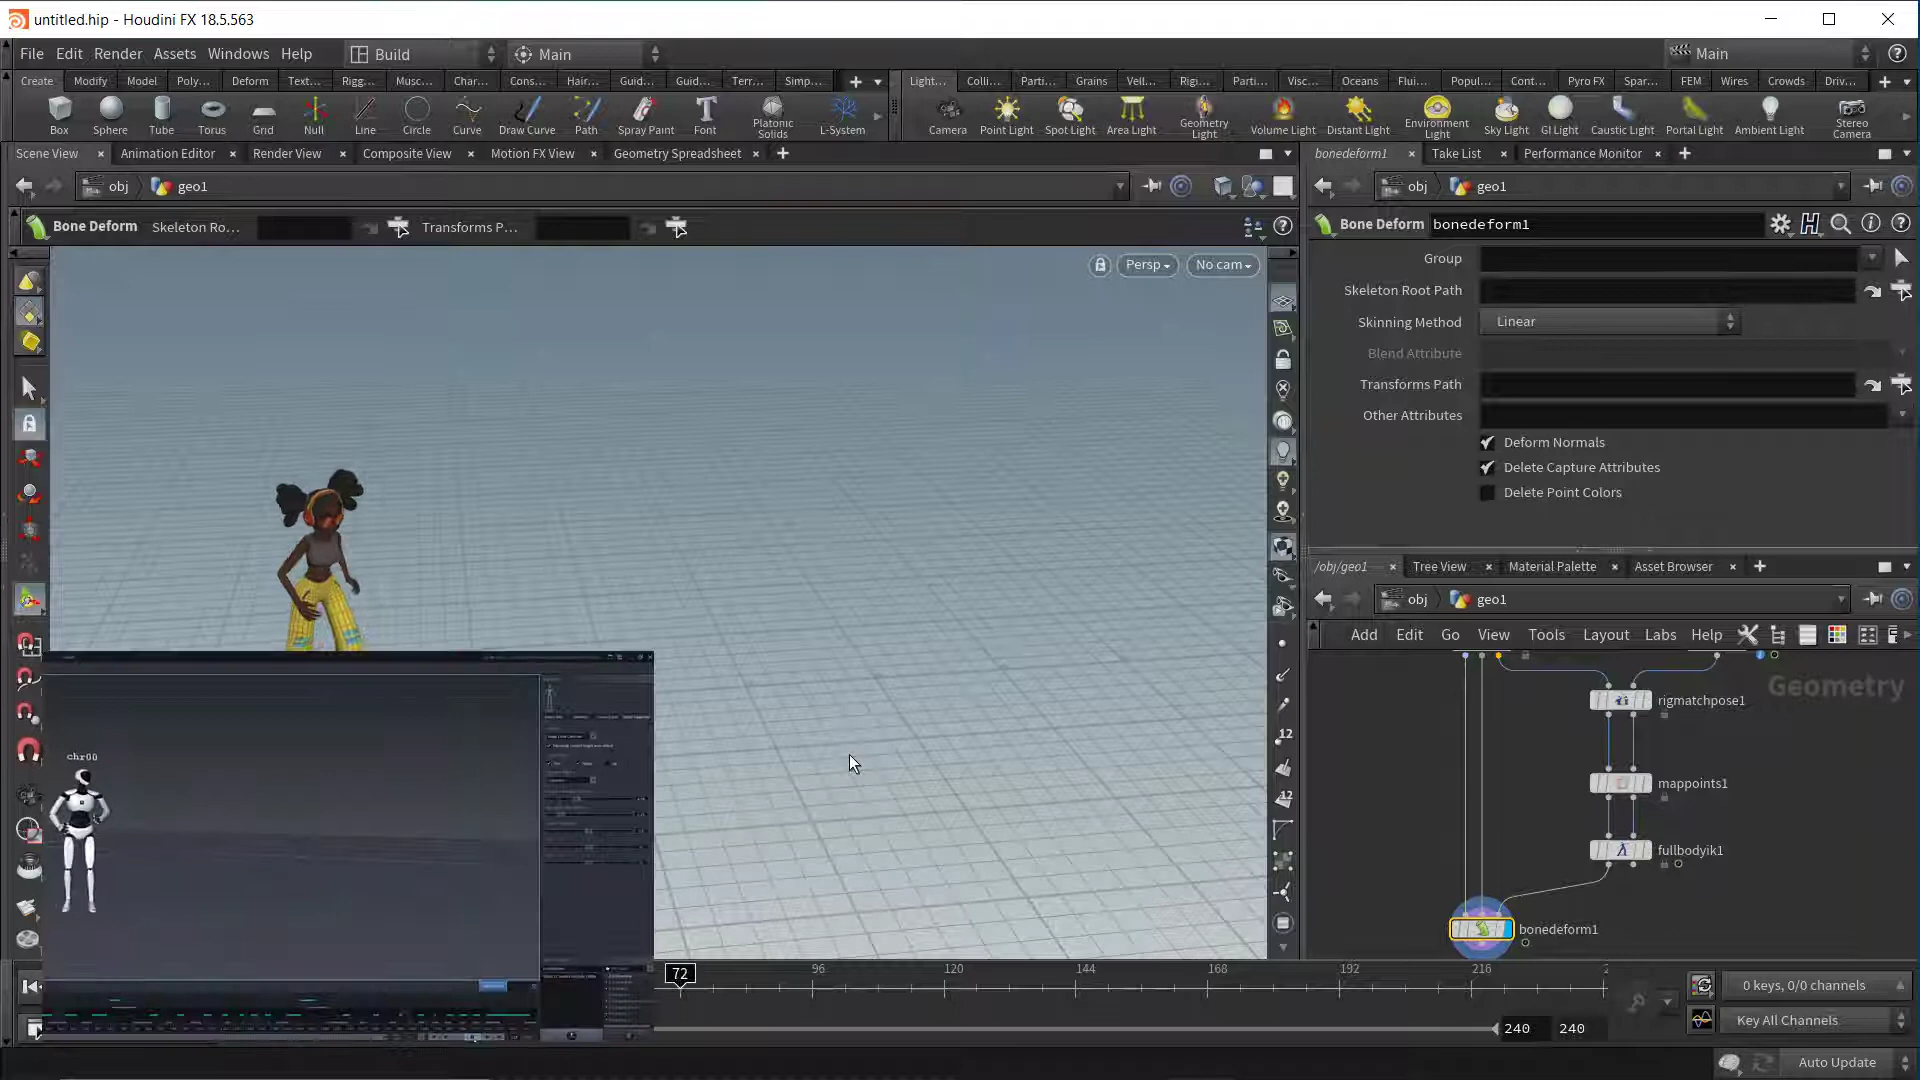 untitled.hip - Houdini FX 18.5.563
File Edit Render Assets Windows Help Build Main Main
Create Modify Model Poly... Deform Text... Rigg... Musc... Char... Cons... Hair... Guid... Guid... Terr... Simp...
Light... Colli... Parti... Grains Vell... Rigi... Parti... Visc... Oceans Flui... Popul... Cont... Pyro FX Spar... FEM Wires Crowds Driv...
Box Sphere Tube Torus Grid Null Line Circle Curve Draw Curve Path Spray Paint Font Platonic Solids L-System
Camera Point Light Spot Light Area Light Geometry Light Volume Light Distant Light Environment Light Sky Light GI Light Caustic Light Portal Light Ambient Light Stereo Camera
Scene View Animation Editor Render View Composite View Motion FX View Geometry Spreadsheet
bonedeform1 Take List Performance Monitor
obj geo1
obj geo1
Bone Deform Skeleton Ro... Transforms P...
Bone Deform bonedeform1
Persp No cam
Group
Skeleton Root Path
Skinning Method Linear
Blend Attribute
Transforms Path
Other Attributes
Deform Normals
Delete Capture Attributes
Delete Point Colors
/obj/geo1 Tree View Material Palette Asset Browser
obj geo1
Add Edit Go View Tools Layout Labs Help
Geometry
rigmatchpose1
mappoints1
fullbodyik1
bonedeform1
12
12
chr00
72 96 120 144 168 192 216 2
240 240
0 keys, 0/0 channels
Key All Channels
Auto Update